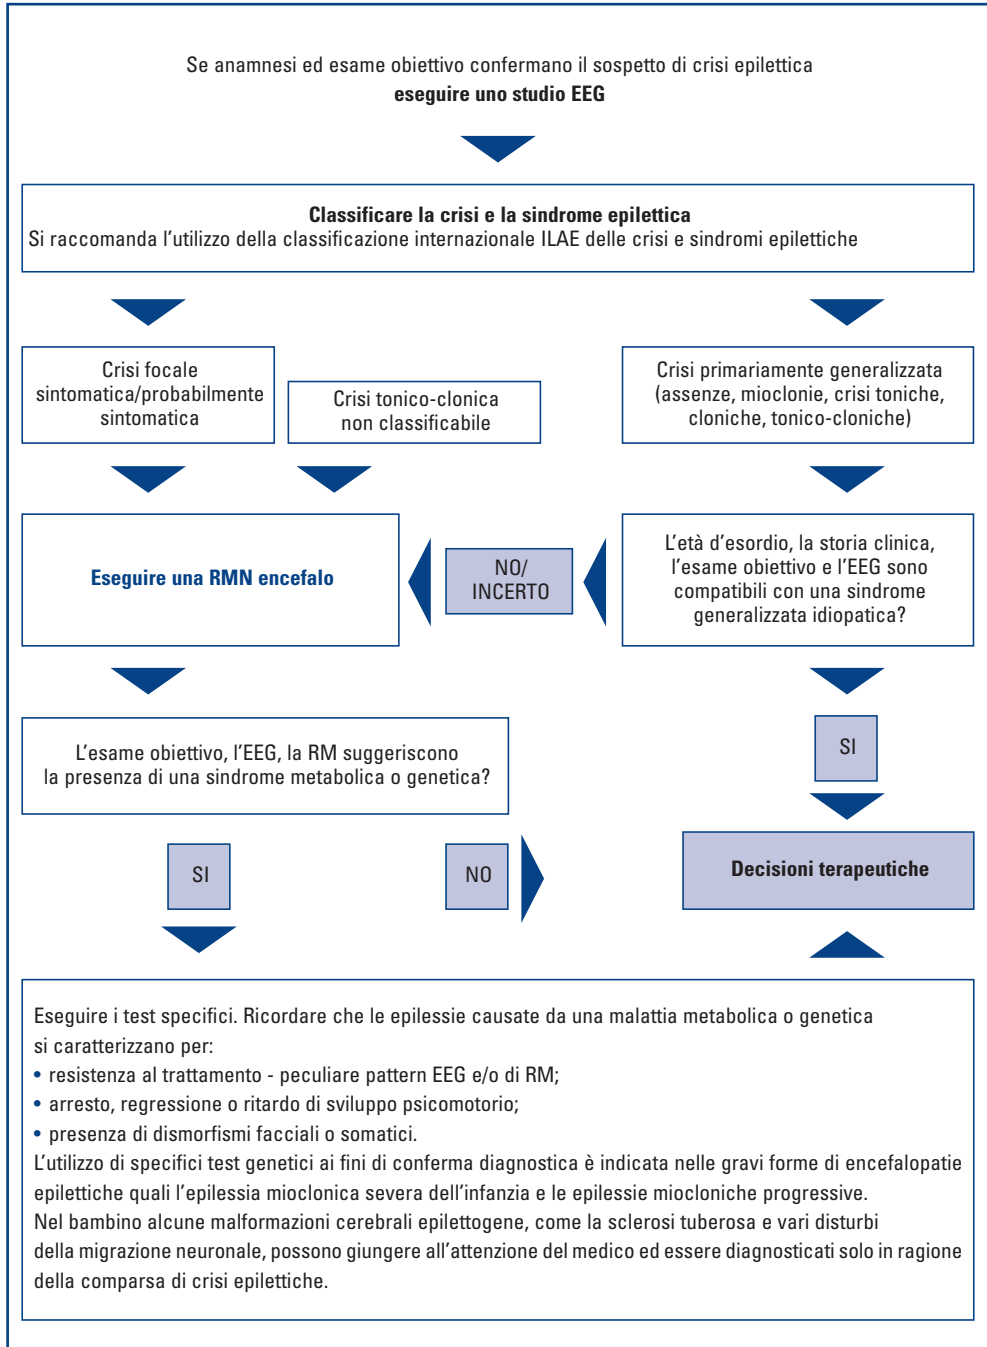 Se anamnesi ed esame obiettivo confermano il sospetto di crisi epilettica
eseguire uno studio EEG
Classificare la crisi e la sindrome epilettica
Si raccomanda l'utilizzo della classificazione internazionale ILAE delle crisi e sindromi epilettiche
Crisi focale
sintomatica/probabilmente
sintomatica
Crisi tonico-clonica
non classificabile
Crisi primariamente generalizzata
(assenze, mioclonie, crisi toniche,
cloniche, tonico-cloniche)
Eseguire una RMN encefalo
NO/
INCERTO
L'età d'esordio, la storia clinica,
l'esame obiettivo e l'EEG sono
compatibili con una sindrome
generalizzata idiopatica?
L'esame obiettivo, l'EEG, la RM suggeriscono
la presenza di una sindrome metabolica o genetica?
SI
SI
NO
Decisioni terapeutiche
Eseguire i test specifici. Ricordare che le epilessie causate da una malattia metabolica o genetica
si caratterizzano per:
• resistenza al trattamento - peculiare pattern EEG e/o di RM;
• arresto, regressione o ritardo di sviluppo psicomotorio;
• presenza di dismorfismi facciali o somatici.
L'utilizzo di specifici test genetici ai fini di conferma diagnostica è indicata nelle gravi forme di encefalopatie
epilettiche quali l'epilessia mioclonica severa dell'infanzia e le epilessie miocloniche progressive.
Nel bambino alcune malformazioni cerebrali epilettogene, come la sclerosi tuberosa e vari disturbi
della migrazione neuronale, possono giungere all'attenzione del medico ed essere diagnosticati solo in ragione
della comparsa di crisi epilettiche.